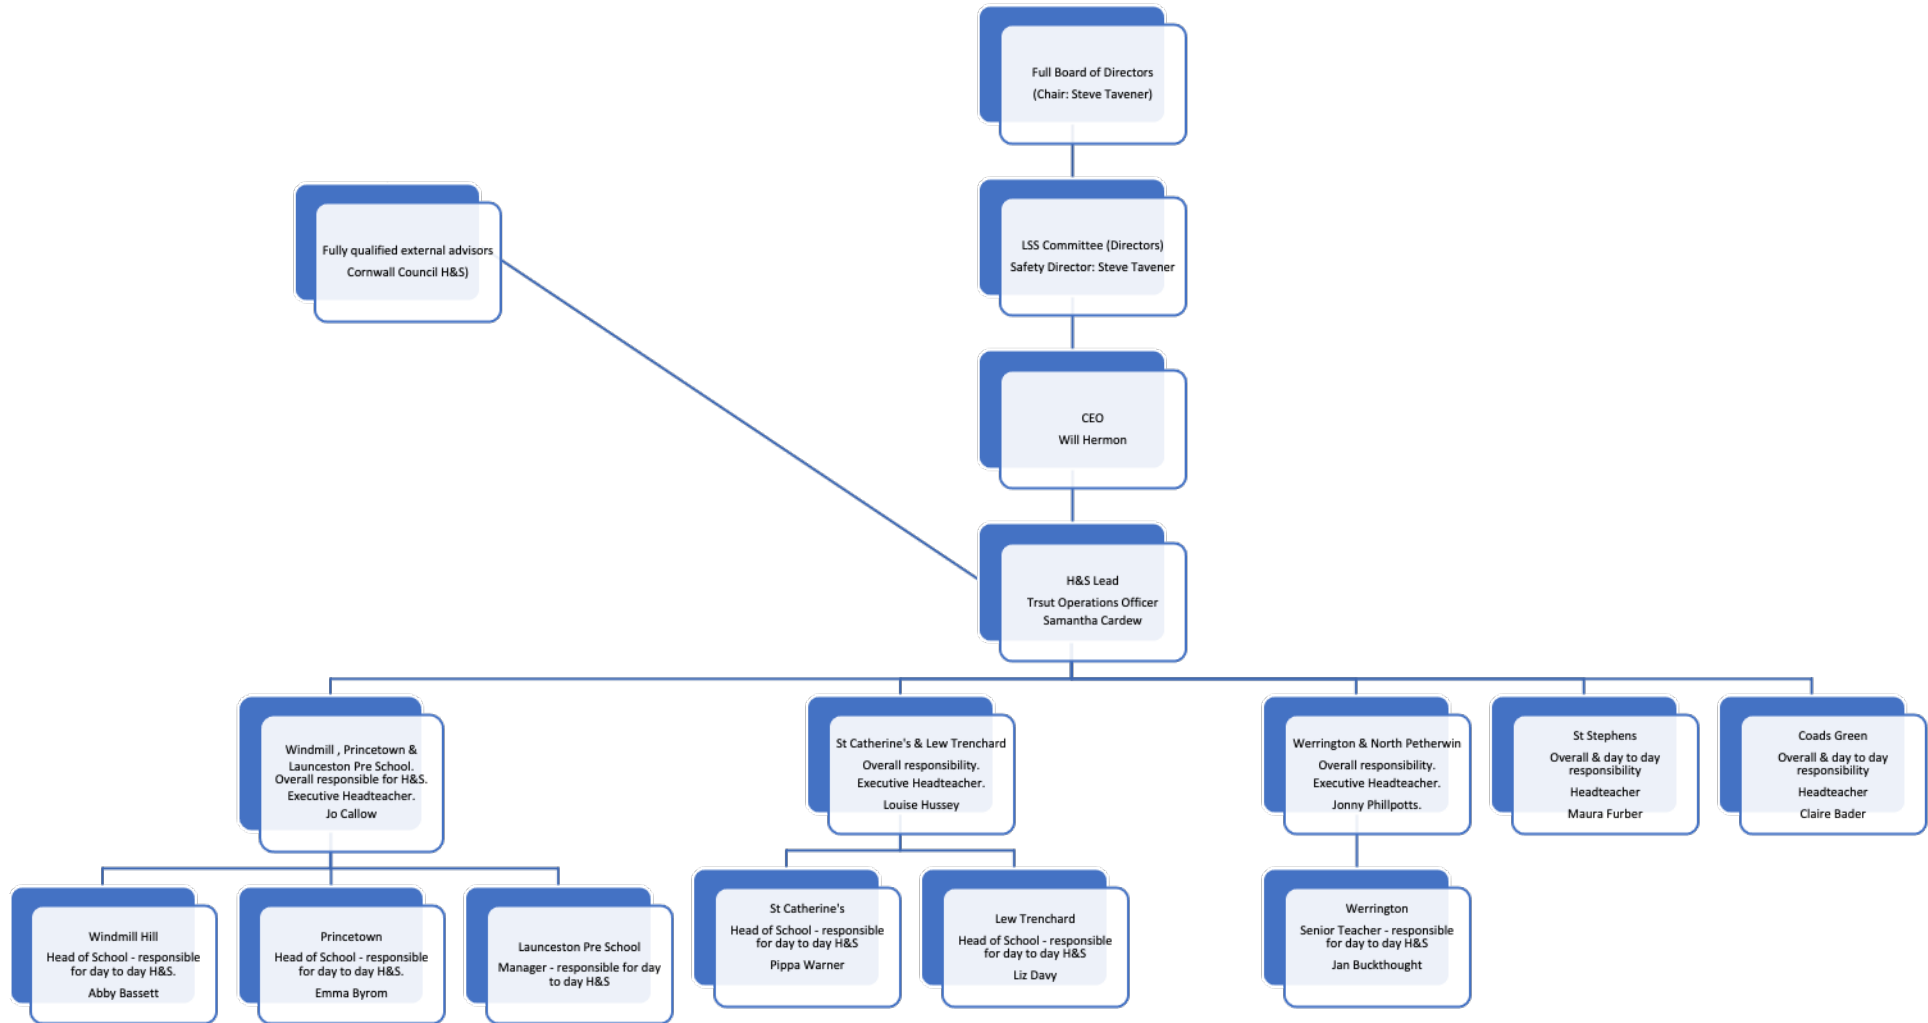 Full Board of Directors
(Chair: Steve Tavener)
Fully qualified external advisors
Cornwall Council H&S)
LSS Committee (Directors)
Safety Director: Steve Tavener
CEO
Will Hermon
H&S Lead
Trsut Operations Officer
Samantha Cardew
Windmill , Princetown &
Launceston Pre School.
Overall responsible for H&S.
Executive Headteacher.
Jo Callow
St Catherine's & Lew Trenchard
Overall responsibility.
Executive Headteacher.
Louise Hussey
Werrington & North Petherwin
Overall responsibility.
Executive Headteacher.
Jonny Phillpotts.
St Stephens
Overall & day to day
responsibility
Headteacher
Maura Furber
Coads Green
Overall & day to day
responsibility
Headteacher
Claire Bader
Windmill Hill
Head of School - responsible
for day to day H&S.
Abby Bassett
Princetown
Head of School - responsible
for day to day H&S.
Emma Byrom
Launceston Pre School
Manager - responsible for day
to day H&S
St Catherine's
Head of School - responsible
for day to day H&S
Pippa Warner
Lew Trenchard
Head of School - responsible
for day to day H&S
Liz Davy
Werrington
Senior Teacher - responsible
for day to day H&S
Jan Buckthought